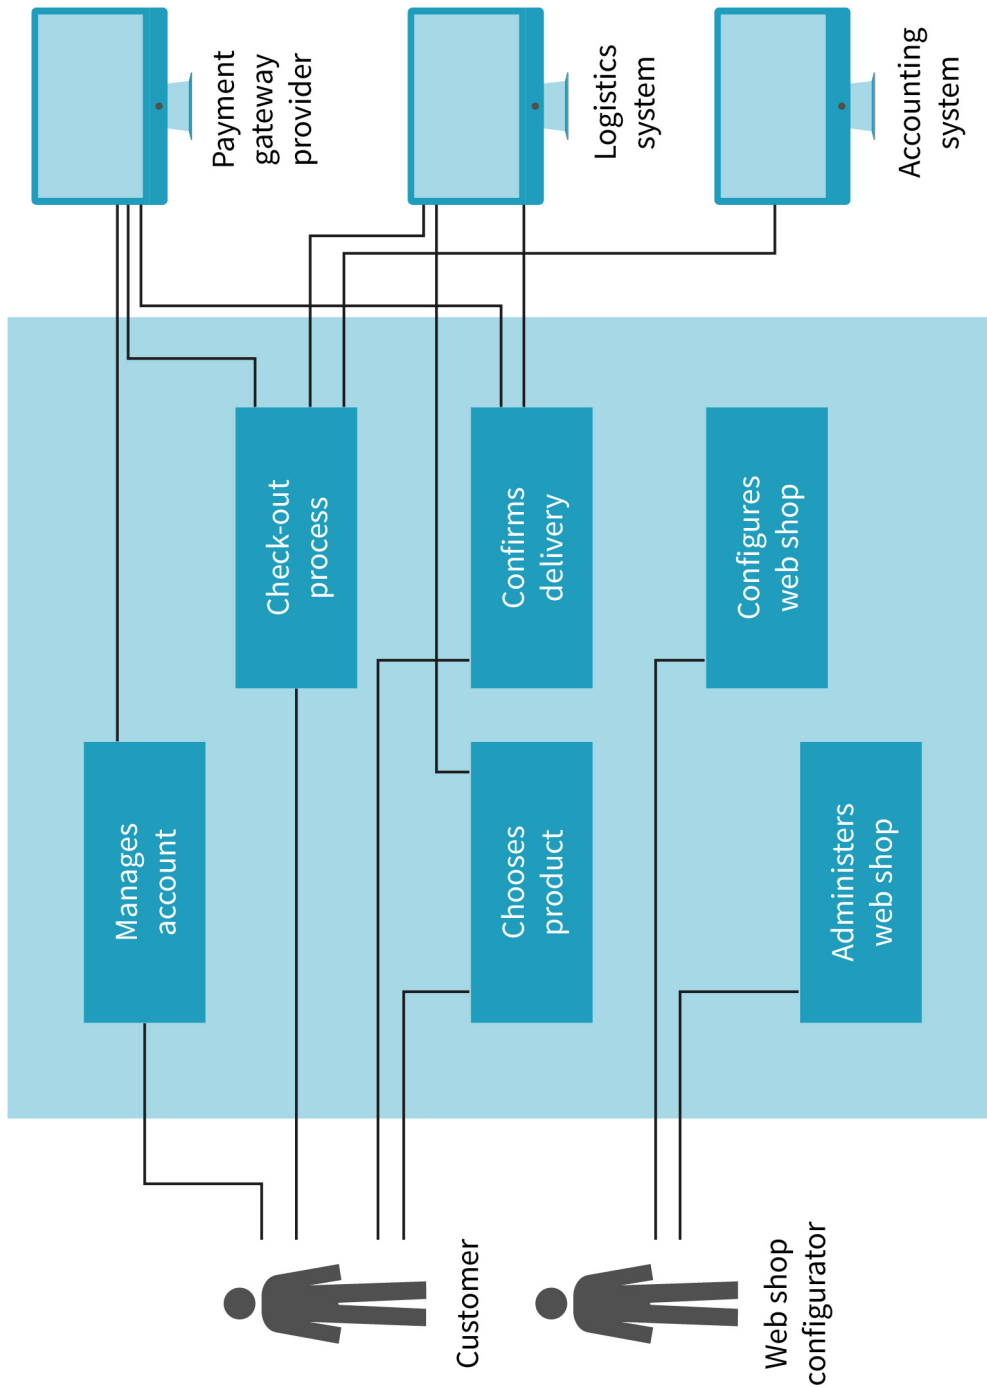 Payment
gateway
provider
Manages
account
Check-out
process
Customer
Logistics
system
Confirms
delivery
Chooses
product
Configures
web shop
Accounting
system
Administers
web shop
Web shop
configurator